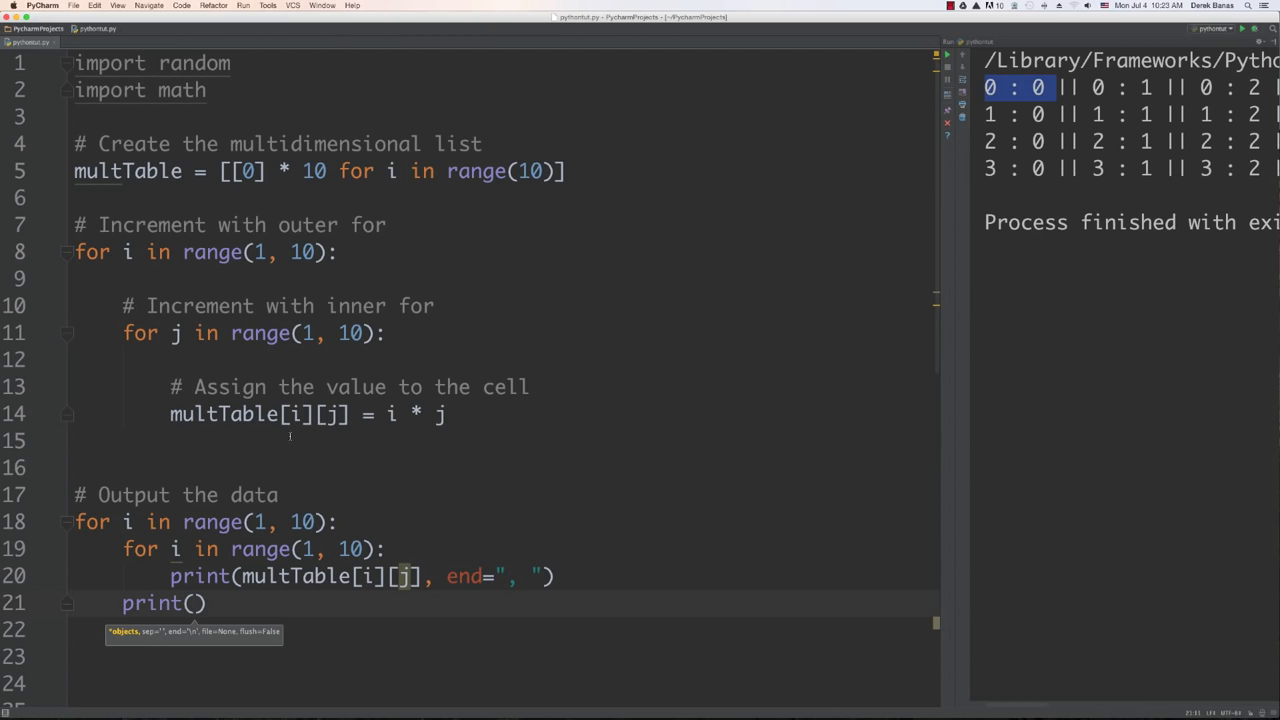 PyCharm File Edit View Navigate Code Refactor Run Tools VCS Window Help 10 Mon Jul 4 10:23 AM Derek Banas
pythontut.py - PycharmProjects - [~/PycharmProjects]
PycharmProjects pythontut.py pythontut
pythontut.py Run pythontut
1 import random
2 import math
3
4 # Create the multidimensional list
5 multTable = [[0] * 10 for i in range(10)]
6
7 # Increment with outer for
8 for i in range(1, 10):
9
10 # Increment with inner for
11 for j in range(1, 10):
12
13 # Assign the value to the cell
14 multTable[i][j] = i * j
15
16
17 # Output the data
18 for i in range(1, 10):
19 for i in range(1, 10):
20 print(multTable[i][j], end=", ")
21 print()
*objects, sep='', end='\n', file=None, flush=False
22
23
24
/Library/Frameworks/Pytho
0 : 0 || 0 : 1 || 0 : 2 |
1 : 0 || 1 : 1 || 1 : 2 |
2 : 0 || 2 : 1 || 2 : 2 |
3 : 0 || 3 : 1 || 3 : 2 |
Process finished with exi
21:11 LF UTF-8